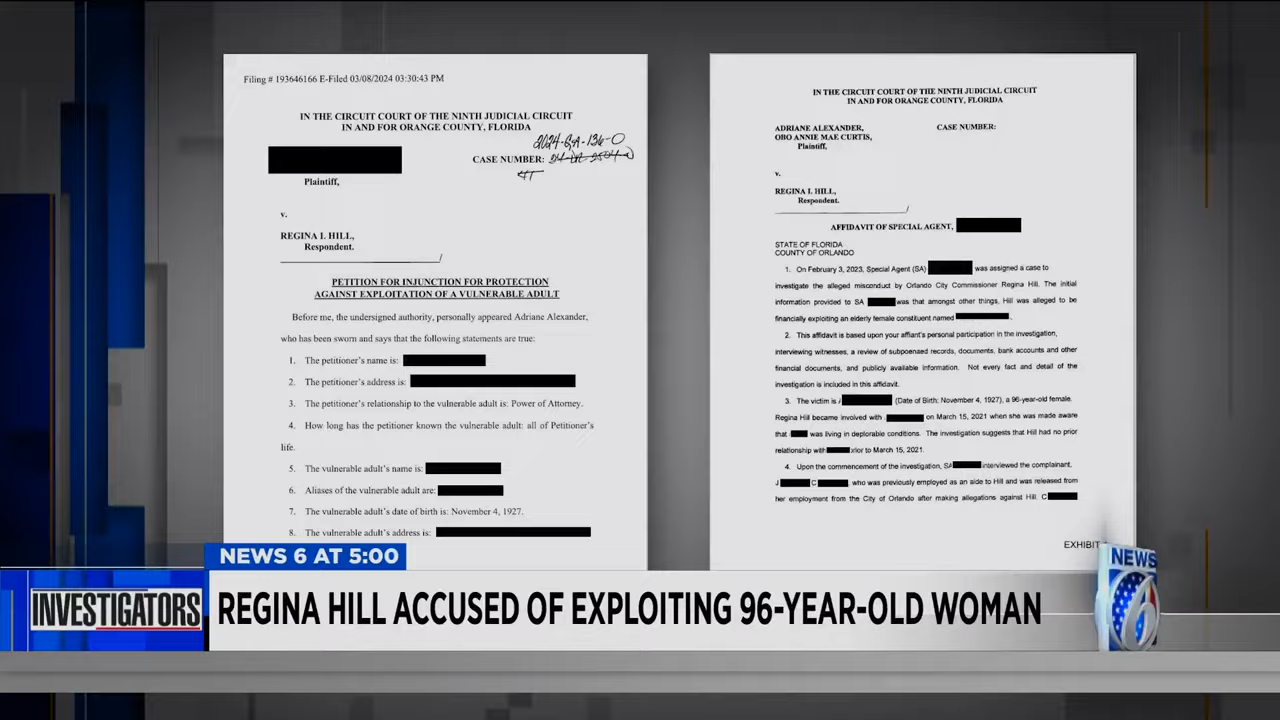 Filing # 193646166 E-Filed 03/08/2024 03:30:43 PM
IN THE CIRCUIT COURT OF THE NINTH JUDICIAL CIRCUIT
IN AND FOR ORANGE COUNTY, FLORIDA
2024-GA-136-O
CASE NUMBER:
Plaintiff,
v.
REGINA I. HILL,
Respondent.
/
PETITION FOR INJUNCTION FOR PROTECTION
AGAINST EXPLOITATION OF A VULNERABLE ADULT
Before me, the undersigned authority, personally appeared Adriane Alexander,
who has been sworn and says that the following statements are true:
1. The petitioner's name is:
2. The petitioner's address is:
3. The petitioner's relationship to the vulnerable adult is: Power of Attorney.
4. How long has the petitioner known the vulnerable adult: all of Petitioner's
life.
5. The vulnerable adult's name is:
6. Aliases of the vulnerable adult are:
7. The vulnerable adult's date of birth is: November 4, 1927.
8. The vulnerable adult's address is:
IN THE CIRCUIT COURT OF THE NINTH JUDICIAL CIRCUIT
IN AND FOR ORANGE COUNTY, FLORIDA
ADRIANE ALEXANDER, CASE NUMBER:
OBO ANNIE MAE CURTIS,
Plaintiff,
v.
REGINA I. HILL,
Respondent.
/
AFFIDAVIT OF SPECIAL AGENT,
STATE OF FLORIDA
COUNTY OF ORLANDO
1. On February 3, 2023, Special Agent (SA) was assigned a case to
investigate the alleged misconduct by Orlando City Commissioner Regina Hill. The initial
information provided to SA was that amongst other things, Hill was alleged to be
financially exploiting an elderly female constituent named .
2. This affidavit is based upon your affiant's personal participation in the investigation,
interviewing witnesses, a review of subpoenaed records, documents, bank accounts and other
financial documents, and publicly available information. Not every fact and detail of the
investigation is included in this affidavit.
3. The victim is (Date of Birth: November 4, 1927), a 96-year-old female.
Regina Hill became involved with on March 15, 2021 when she was made aware
that was living in deplorable conditions. The investigation suggests that Hill had no prior
relationship with prior to March 15, 2021.
4. Upon the commencement of the investigation, SA interviewed the complainant,
J C , who was previously employed as an aide to Hill and was released from
her employment from the City of Orlando after making allegations against Hill. C
EXHIBIT
NEWS 6 AT 5:00
INVESTIGATORS
REGINA HILL ACCUSED OF EXPLOITING 96-YEAR-OLD WOMAN
NEWS
6